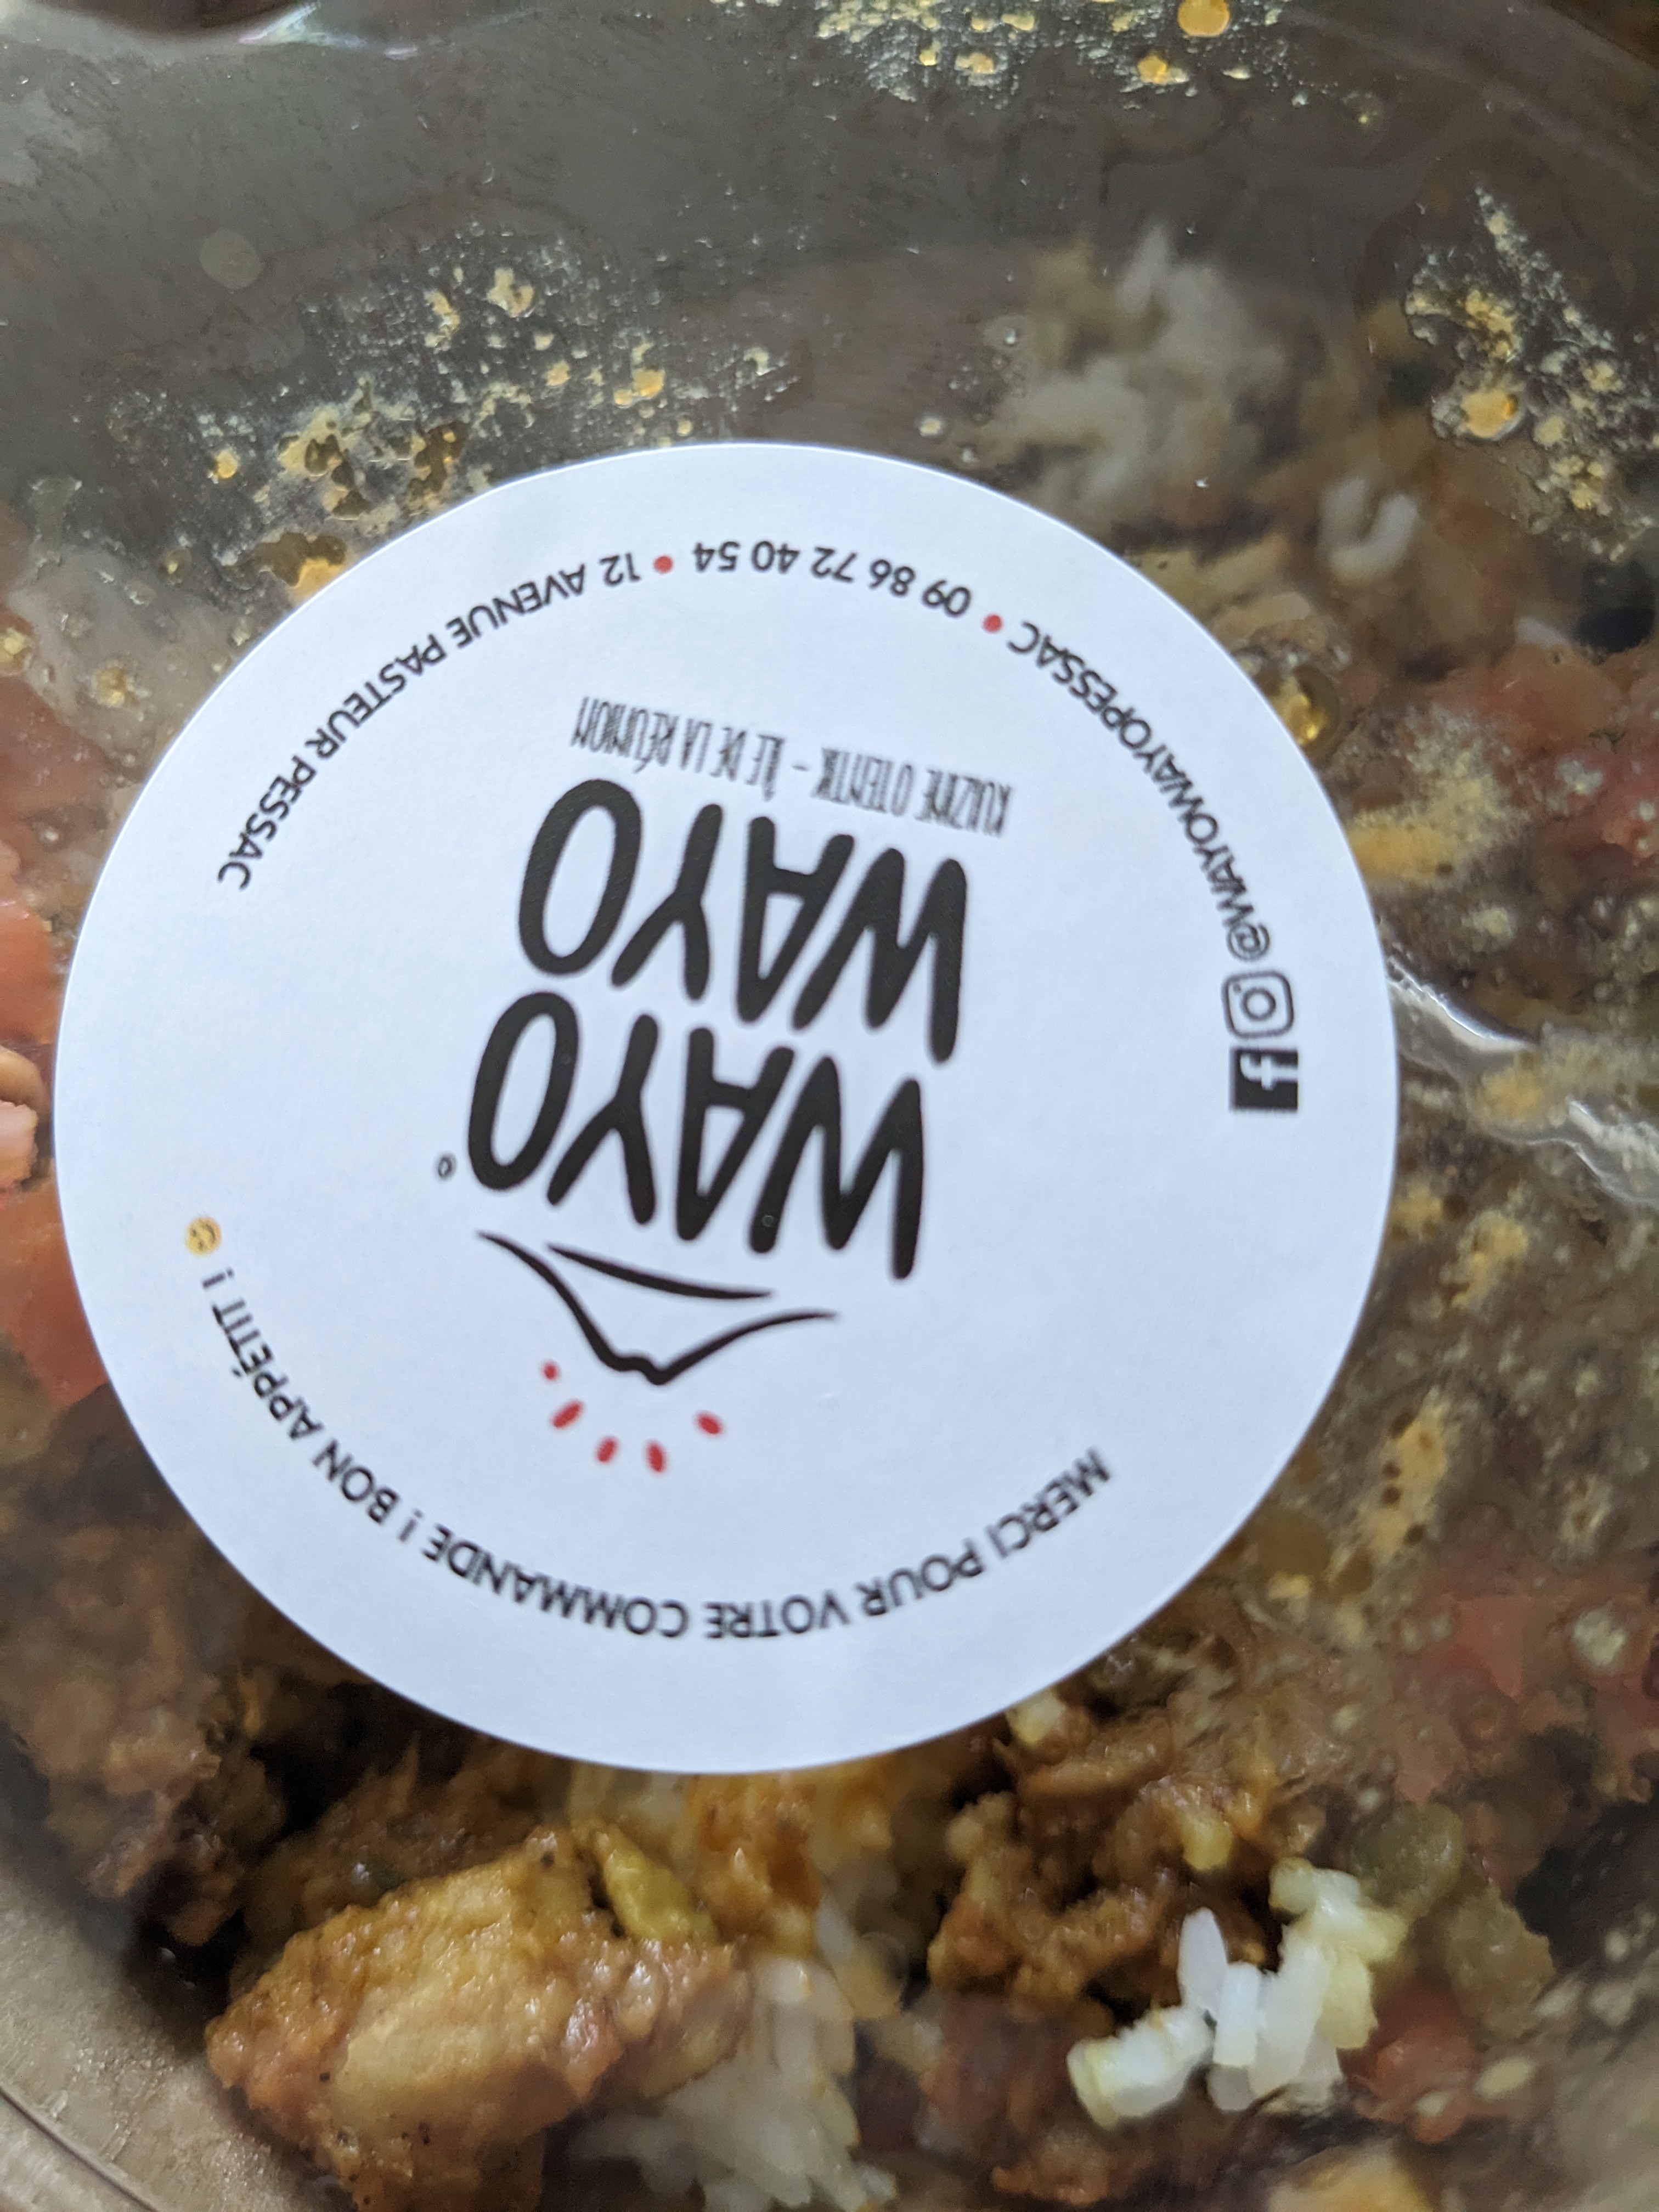 MERCI POUR VOTRE COMMANDE ! BON APPÉTIT !
WAYO
WAYO
KUIZINE OTENTIK - ÎLE DE LA RÉUNION
@WAYOWAYOPESSAC • 09 86 72 40 54 • 12 AVENUE PASTEUR PESSAC